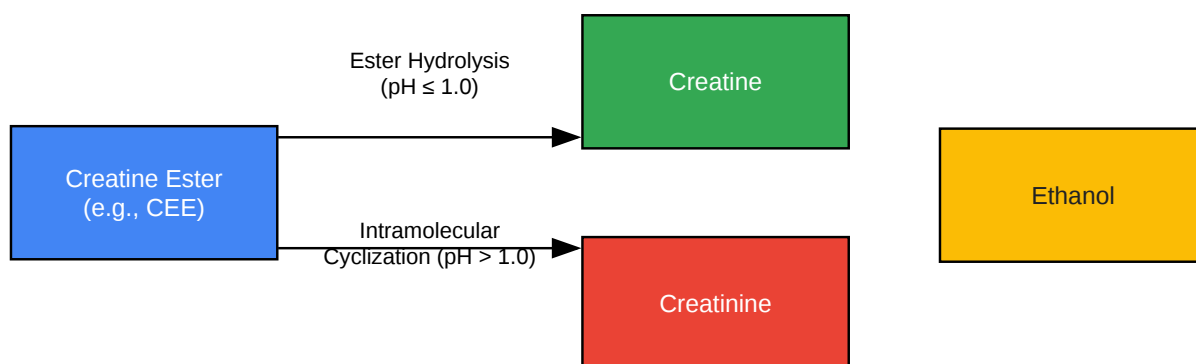 Ester Hydrolysis
(pH ≤ 1.0)
Creatine
Creatine Ester
(e.g., CEE)
Ethanol
Intramolecular
Cyclization (pH > 1.0)
Creatinine